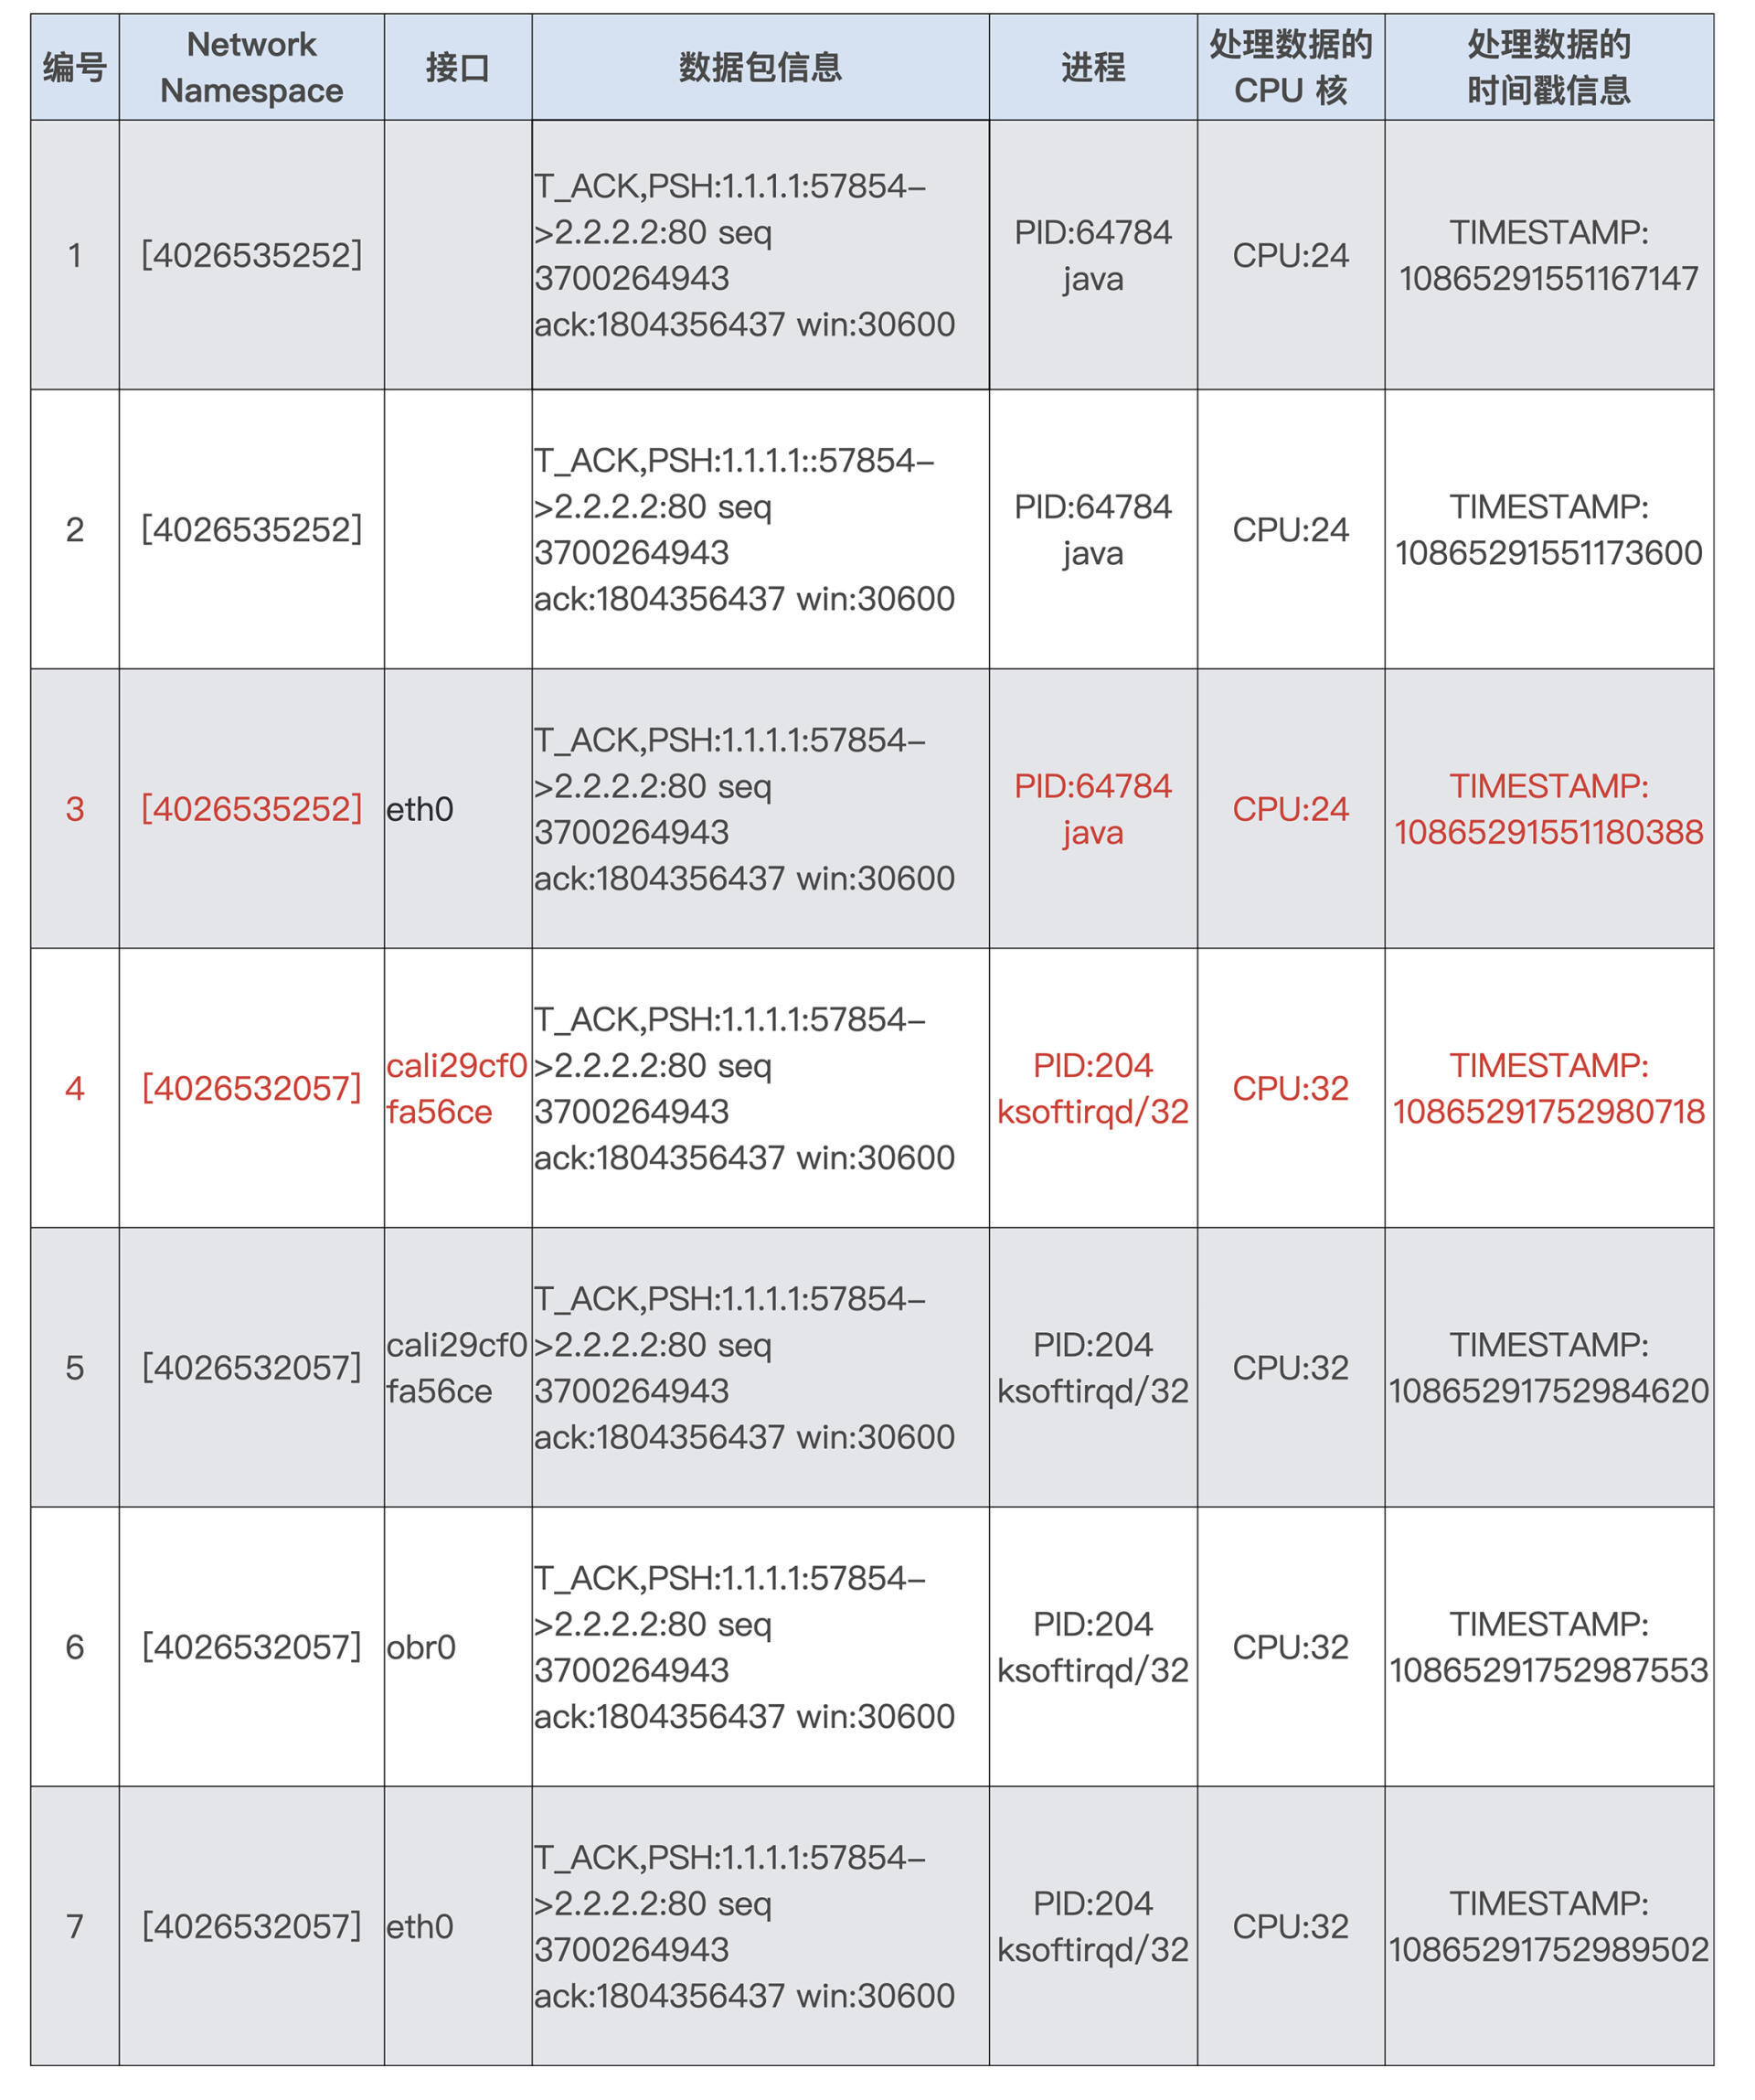 编号
Network
Namespace
接口
数据包信息
进程
处理数据的
CPU 核
处理数据的
时间戳信息
1
[4026535252]
T_ACK,PSH:1.1.1.1:57854–
>2.2.2.2:80 seq
3700264943
ack:1804356437 win:30600
PID:64784
java
CPU:24
TIMESTAMP:
10865291551167147
2
[4026535252]
T_ACK,PSH:1.1.1.1::57854–
>2.2.2.2:80 seq
3700264943
ack:1804356437 win:30600
PID:64784
java
CPU:24
TIMESTAMP:
10865291551173600
3
[4026535252]
eth0
T_ACK,PSH:1.1.1.1:57854–
>2.2.2.2:80 seq
3700264943
ack:1804356437 win:30600
PID:64784
java
CPU:24
TIMESTAMP:
10865291551180388
4
[4026532057]
cali29cf0
fa56ce
T_ACK,PSH:1.1.1.1:57854–
>2.2.2.2:80 seq
3700264943
ack:1804356437 win:30600
PID:204
ksoftirqd/32
CPU:32
TIMESTAMP:
10865291752980718
5
[4026532057]
cali29cf0
fa56ce
T_ACK,PSH:1.1.1.1:57854–
>2.2.2.2:80 seq
3700264943
ack:1804356437 win:30600
PID:204
ksoftirqd/32
CPU:32
TIMESTAMP:
10865291752984620
6
[4026532057]
obr0
T_ACK,PSH:1.1.1.1:57854–
>2.2.2.2:80 seq
3700264943
ack:1804356437 win:30600
PID:204
ksoftirqd/32
CPU:32
TIMESTAMP:
10865291752987553
7
[4026532057]
eth0
T_ACK,PSH:1.1.1.1:57854–
>2.2.2.2:80 seq
3700264943
ack:1804356437 win:30600
PID:204
ksoftirqd/32
CPU:32
TIMESTAMP:
10865291752989502